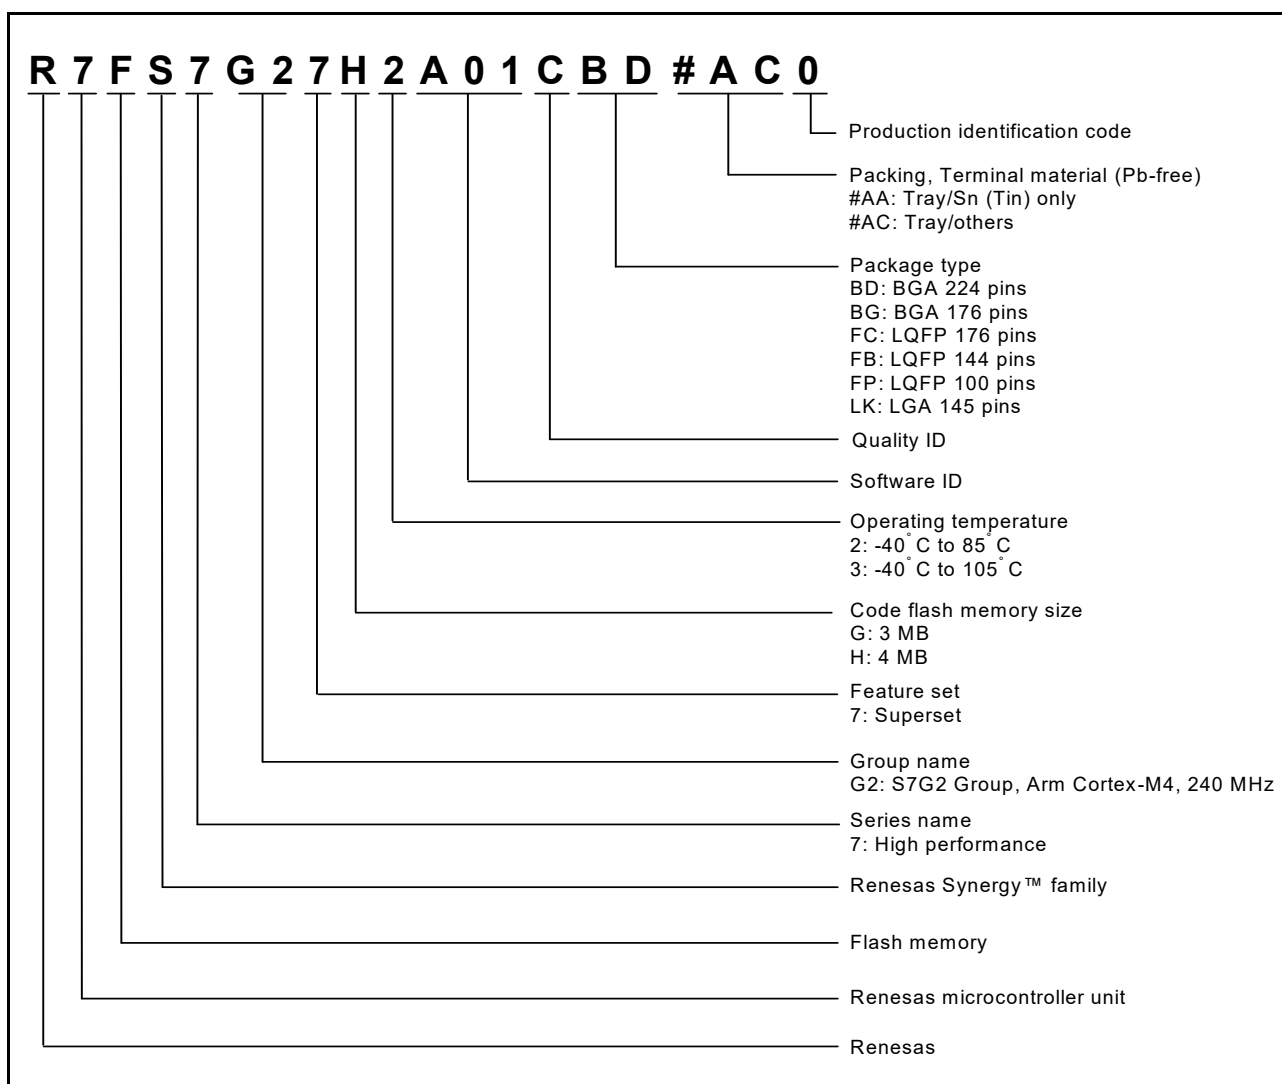 R 7 F S 7 G 2 7 H 2 A 0 1 C B D # A C 0
Production identification code
Packing, Terminal material (Pb-free)
#AA: Tray/Sn (Tin) only
#AC: Tray/others
Package type
BD: BGA 224 pins
BG: BGA 176 pins
FC: LQFP 176 pins
FB: LQFP 144 pins
FP: LQFP 100 pins
LK: LGA 145 pins
Quality ID
Software ID
Operating temperature
2: -40°C to 85°C
3: -40°C to 105°C
Code flash memory size
G: 3 MB
H: 4 MB
Feature set
7: Superset
Group name
G2: S7G2 Group, Arm Cortex-M4, 240 MHz
Series name
7: High performance
Renesas Synergy™ family
Flash memory
Renesas microcontroller unit
Renesas